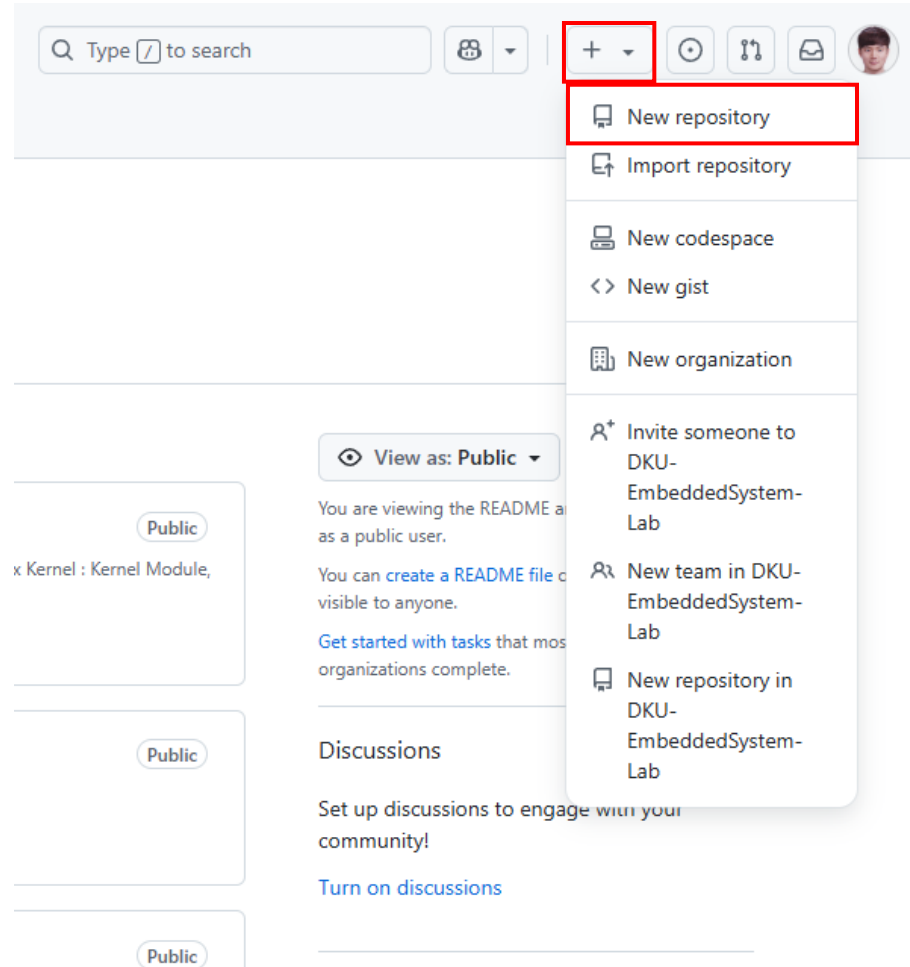 Type / to search
New repository
Import repository
New codespace
New gist
New organization
Invite someone to
DKU-
EmbeddedSystem-
Lab
New team in DKU-
EmbeddedSystem-
Lab
New repository in
DKU-
EmbeddedSystem-
Lab
Public
x Kernel : Kernel Module,
Public
Public
View as: Public
You are viewing the README
as a public user.
You can create a README file
visible to anyone.
Get started with tasks that
organizations complete.
Discussions
Set up discussions to engage with your
community!
Turn on discussions